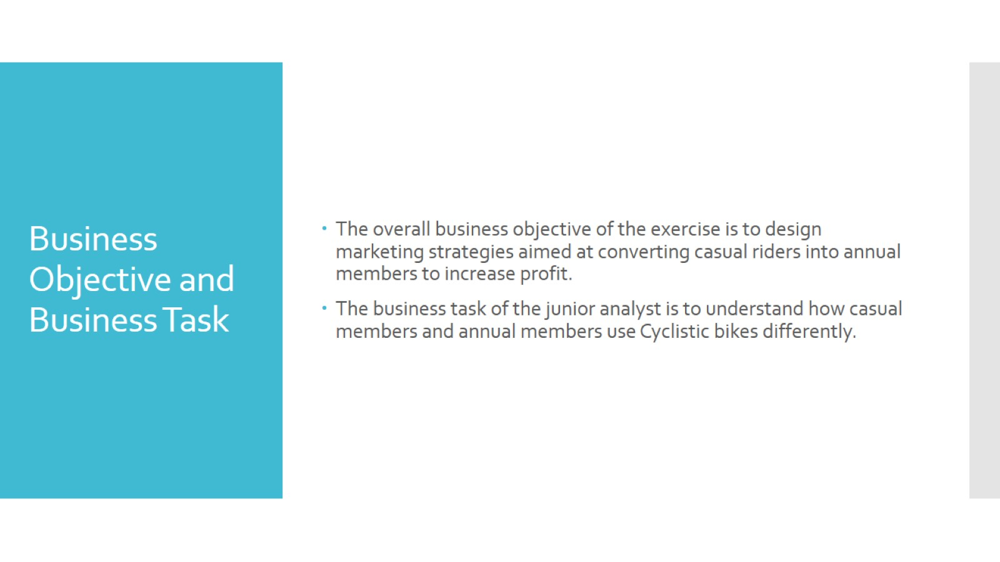 Business
Objective and
Business Task
• The overall business objective of the exercise is to design
marketing strategies aimed at converting casual riders into annual
members to increase profit.
• The business task of the junior analyst is to understand how casual
members and annual members use Cyclistic bikes differently.